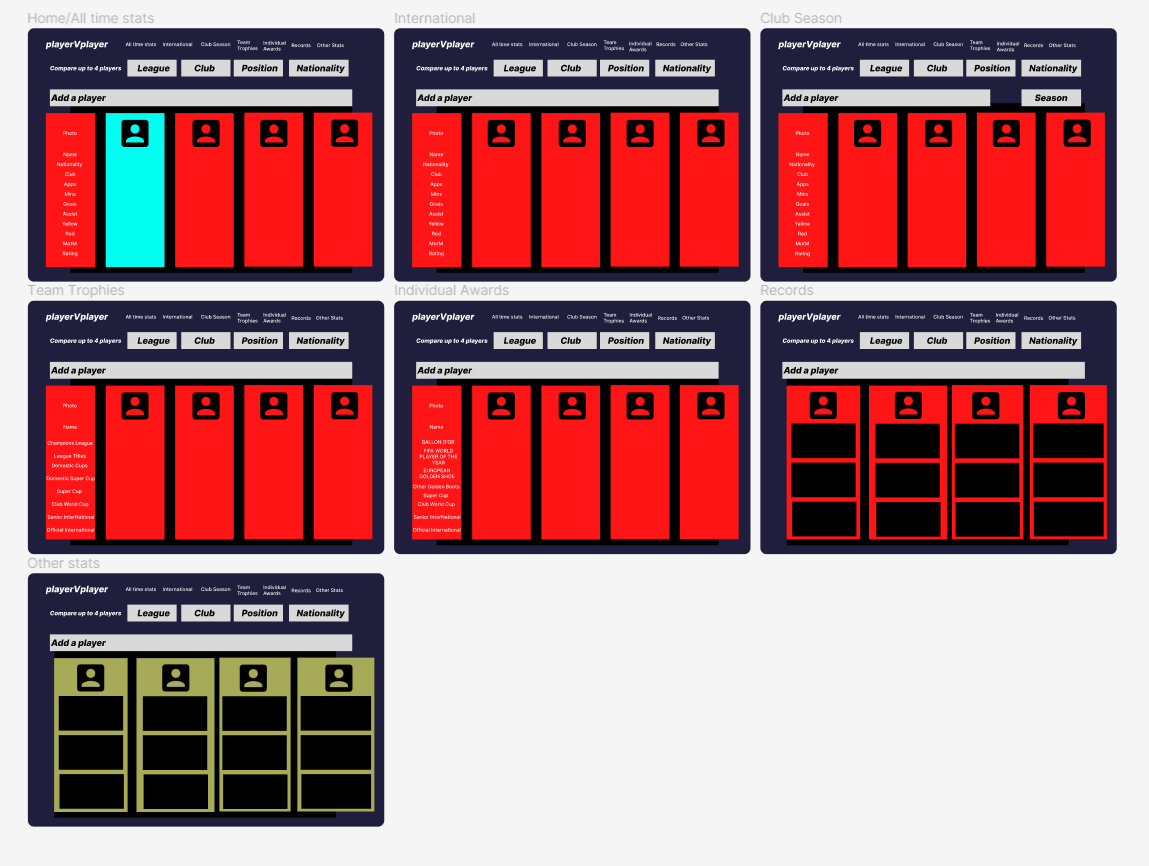 Home/All time stats
playerVplayer
All time stats International Club Season Team Trophies Individual Awards Records Other Stats
Compare up to 4 players League Club Position Nationality
Add a player
Photo
Name
Nationality
Club
Apps
Mins
Goals
Assist
Yellow
Red
MotM
Rating
International
playerVplayer
All time stats International Club Season Team Trophies Individual Awards Records Other Stats
Compare up to 4 players League Club Position Nationality
Add a player
Photo
Name
Nationality
Club
Apps
Mins
Goals
Assist
Yellow
Red
MotM
Rating
Club Season
playerVplayer
All time stats International Club Season Team Trophies Individual Awards Records Other Stats
Compare up to 4 players League Club Position Nationality
Add a player Season
Photo
Name
Nationality
Club
Apps
Mins
Goals
Assist
Yellow
Red
MotM
Rating
Team Trophies
playerVplayer
All time stats International Club Season Team Trophies Individual Awards Records Other Stats
Compare up to 4 players League Club Position Nationality
Add a player
Photo
Name
Champions League
League Titles
Domestic Cups
Domestic Super Cup
Super Cup
Club World Cup
Senior InterNational
Official International
Individual Awards
playerVplayer
All time stats International Club Season Team Trophies Individual Awards Records Other Stats
Compare up to 4 players League Club Position Nationality
Add a player
Photo
Name
BALLON D'OR
FIFA WORLD
PLAYER OF THE
YEAR
EUROPEAN
GOLDEN SHOE
Other Golden Boots
Super Cup
Club World Cup
Senior InterNational
Official International
Records
playerVplayer
All time stats International Club Season Team Trophies Individual Awards Records Other Stats
Compare up to 4 players League Club Position Nationality
Add a player
Other stats
playerVplayer
All time stats International Club Season Team Trophies Individual Awards Records Other Stats
Compare up to 4 players League Club Position Nationality
Add a player